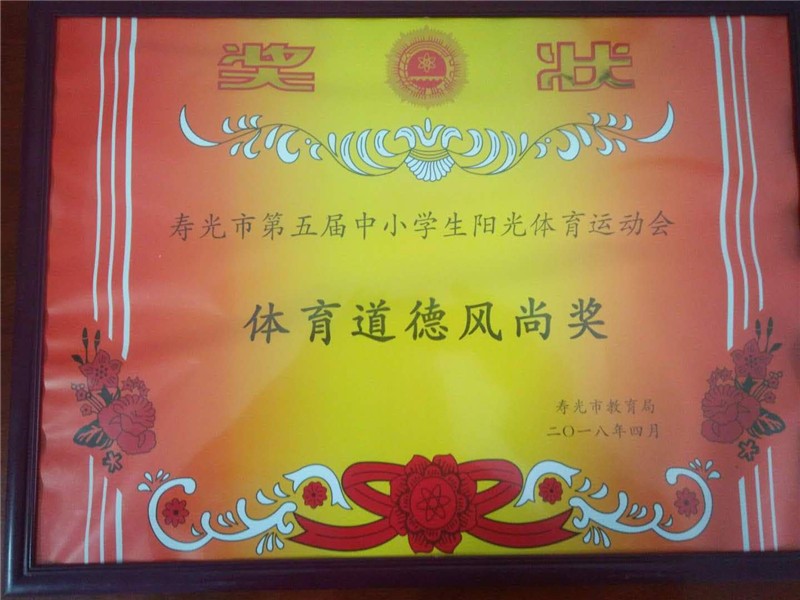 奖状
寿光市第五届中小学生阳光体育运动会
体育道德风尚奖
寿光市教育局
二〇一八年四月